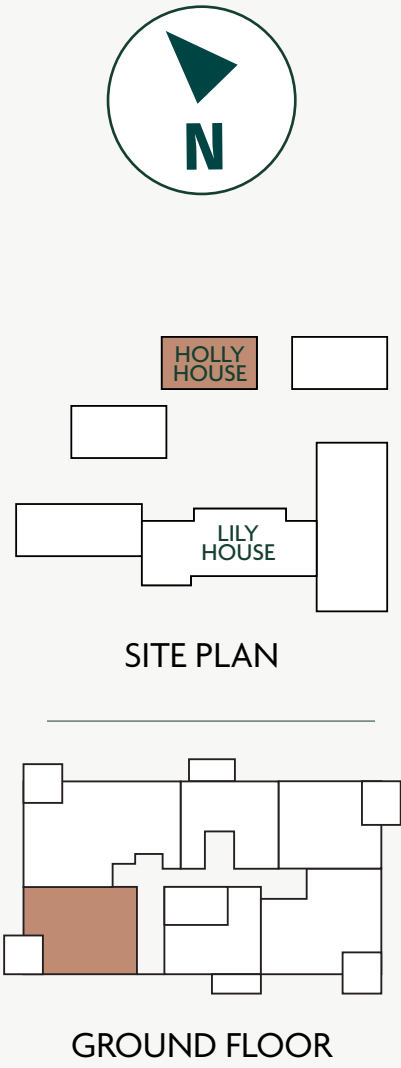 N
HOLLY
HOUSE
LILY
HOUSE
SITE PLAN
GROUND FLOOR